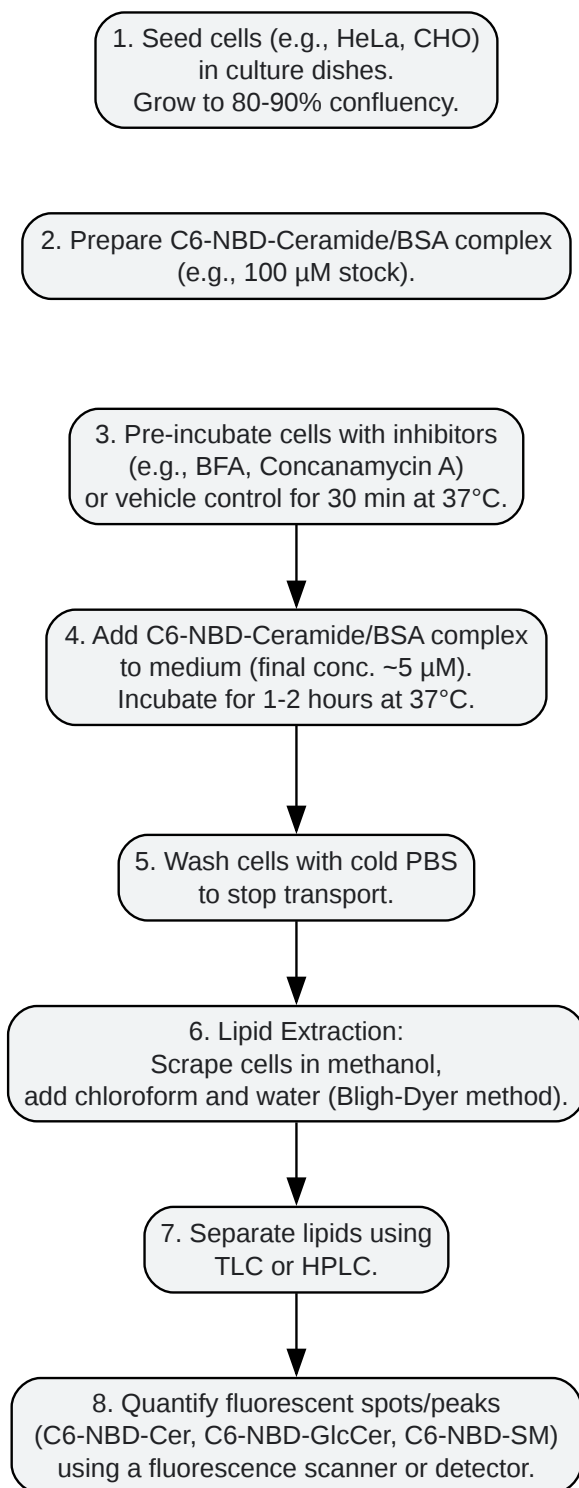 1. Seed cells (e.g., HeLa, CHO)
in culture dishes.
Grow to 80-90% confluency.
2. Prepare C6-NBD-Ceramide/BSA complex
(e.g., 100 µM stock).
3. Pre-incubate cells with inhibitors
(e.g., BFA, Concanamycin A)
or vehicle control for 30 min at 37°C.
4. Add C6-NBD-Ceramide/BSA complex
to medium (final conc. ~5 µM).
Incubate for 1-2 hours at 37°C.
5. Wash cells with cold PBS
to stop transport.
6. Lipid Extraction:
Scrape cells in methanol,
add chloroform and water (Bligh-Dyer method).
7. Separate lipids using
TLC or HPLC.
8. Quantify fluorescent spots/peaks
(C6-NBD-Cer, C6-NBD-GlcCer, C6-NBD-SM)
using a fluorescence scanner or detector.